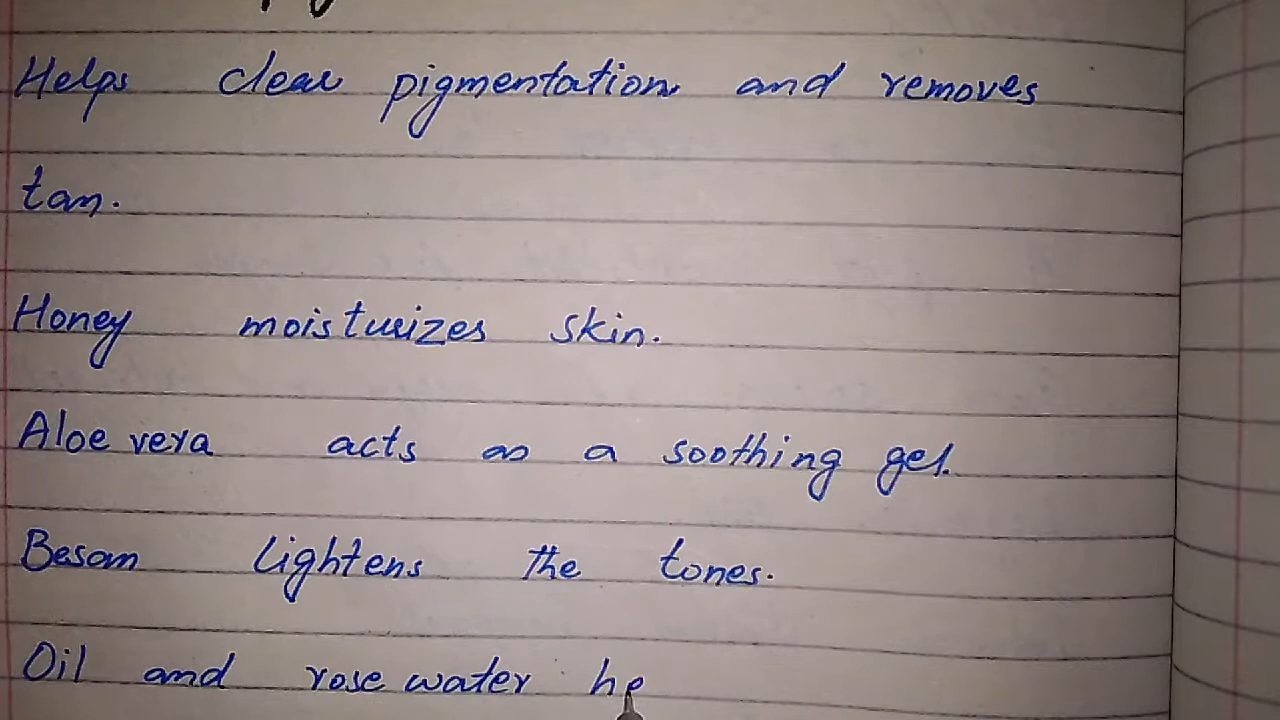 Helps clear pigmentation and removes
tan.
Honey moisturizes skin.
Aloe vera acts as a soothing gel.
Besan lightens the tones.
Oil and rose water he